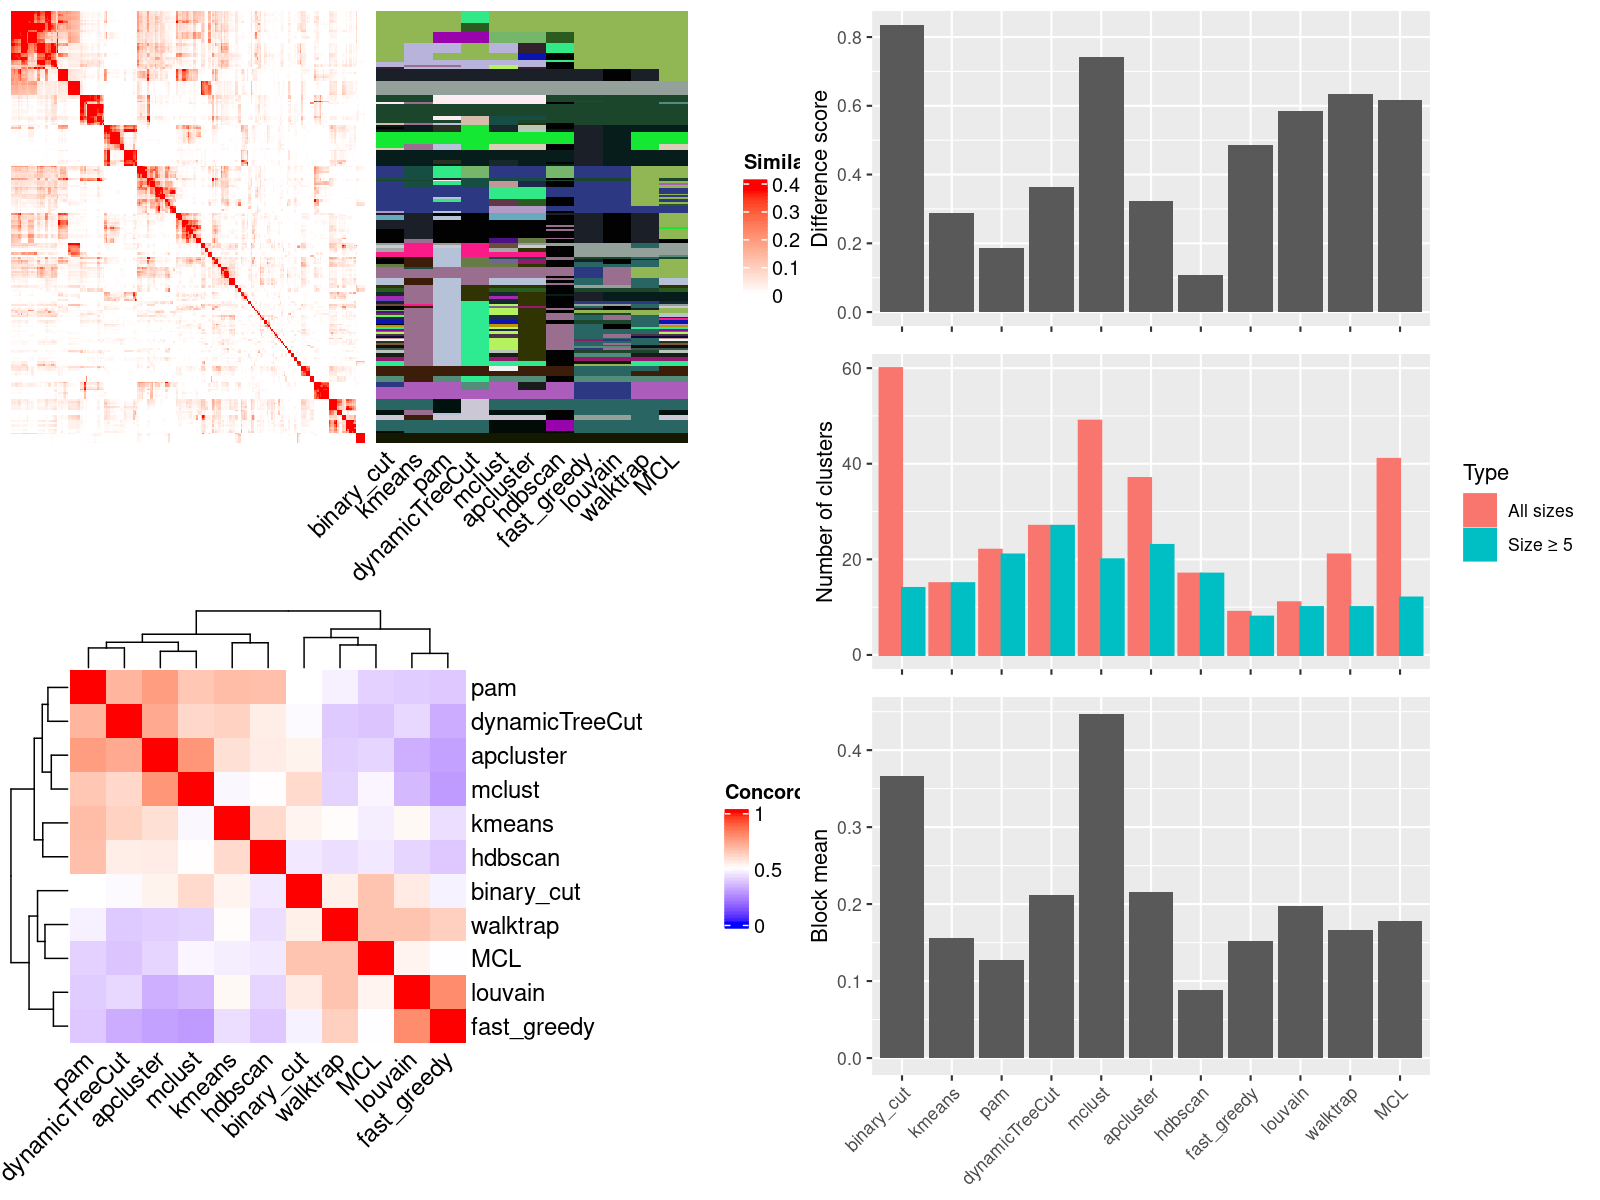 Simila
0.4
0.3
0.2
0.1
0
binary_cut
kmeans
pam
dynamicTreeCut
mclust
apcluster
hdbscan
fast_greedy
louvain
walktrap
MCL
pam
dynamicTreeCut
apcluster
mclust
kmeans
hdbscan
binary_cut
walktrap
MCL
louvain
fast_greedy
pam
dynamicTreeCut
apcluster
mclust
kmeans
hdbscan
binary_cut
walktrap
MCL
louvain
fast_greedy
Concord
1
0.5
0
Difference score
0.8
0.6
0.4
0.2
0.0
Number of clusters
60
40
20
0
Type
All sizes
Size ≥ 5
Block mean
0.4
0.3
0.2
0.1
0.0
binary_cut
kmeans
pam
dynamicTreeCut
mclust
apcluster
hdbscan
fast_greedy
louvain
walktrap
MCL